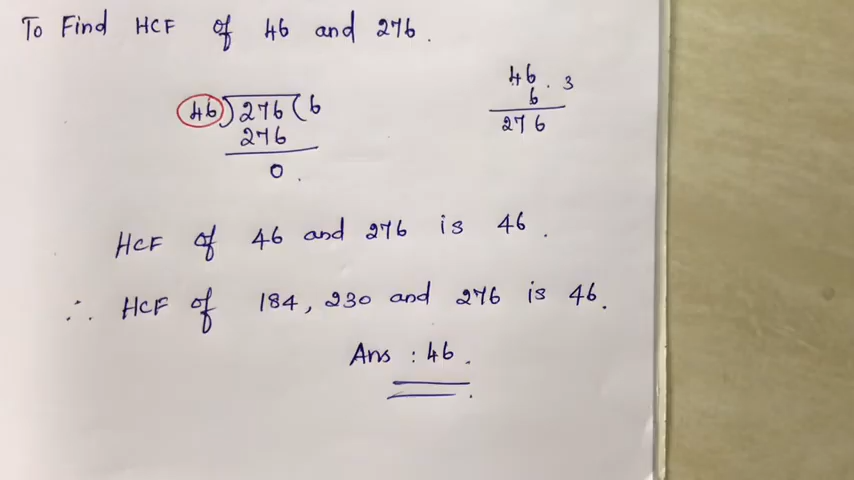 To Find HCF of 46 and 276.
46) 276 (6
276
0.
46 . 3
6
276
HCF of 46 and 276 is 46.
∴ HCF of 184, 230 and 276 is 46.
Ans : 46.